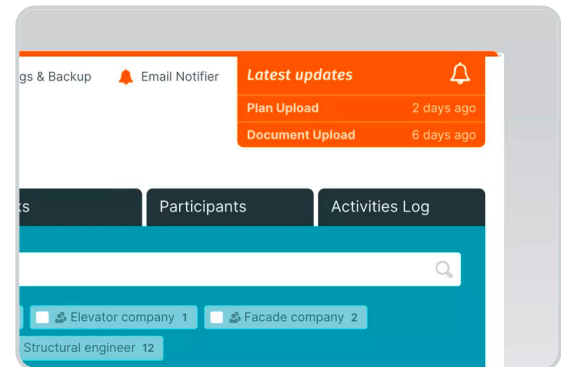 gs & Backup
Email Notifier
Latest updates
Plan Upload 2 days ago
Document Upload 6 days ago
ks
Participants
Activities Log
Elevator company 1
Facade company 2
Structural engineer 12